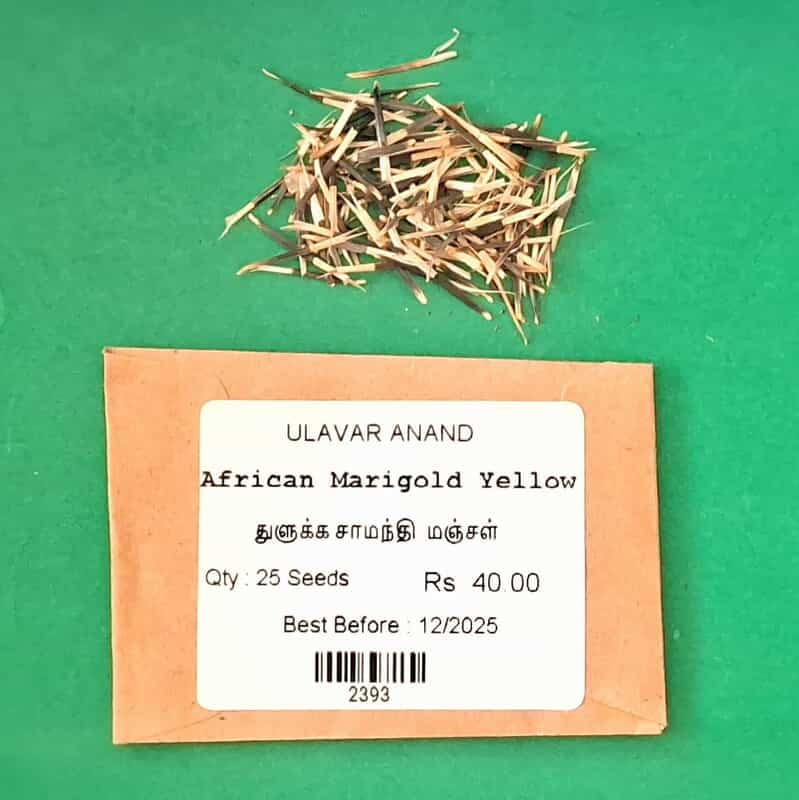 ULAVAR ANAND
African Marigold Yellow
துளுக்க சாமந்தி மஞ்சள்
Qty : 25 Seeds Rs 40.00
Best Before : 12/2025
2393